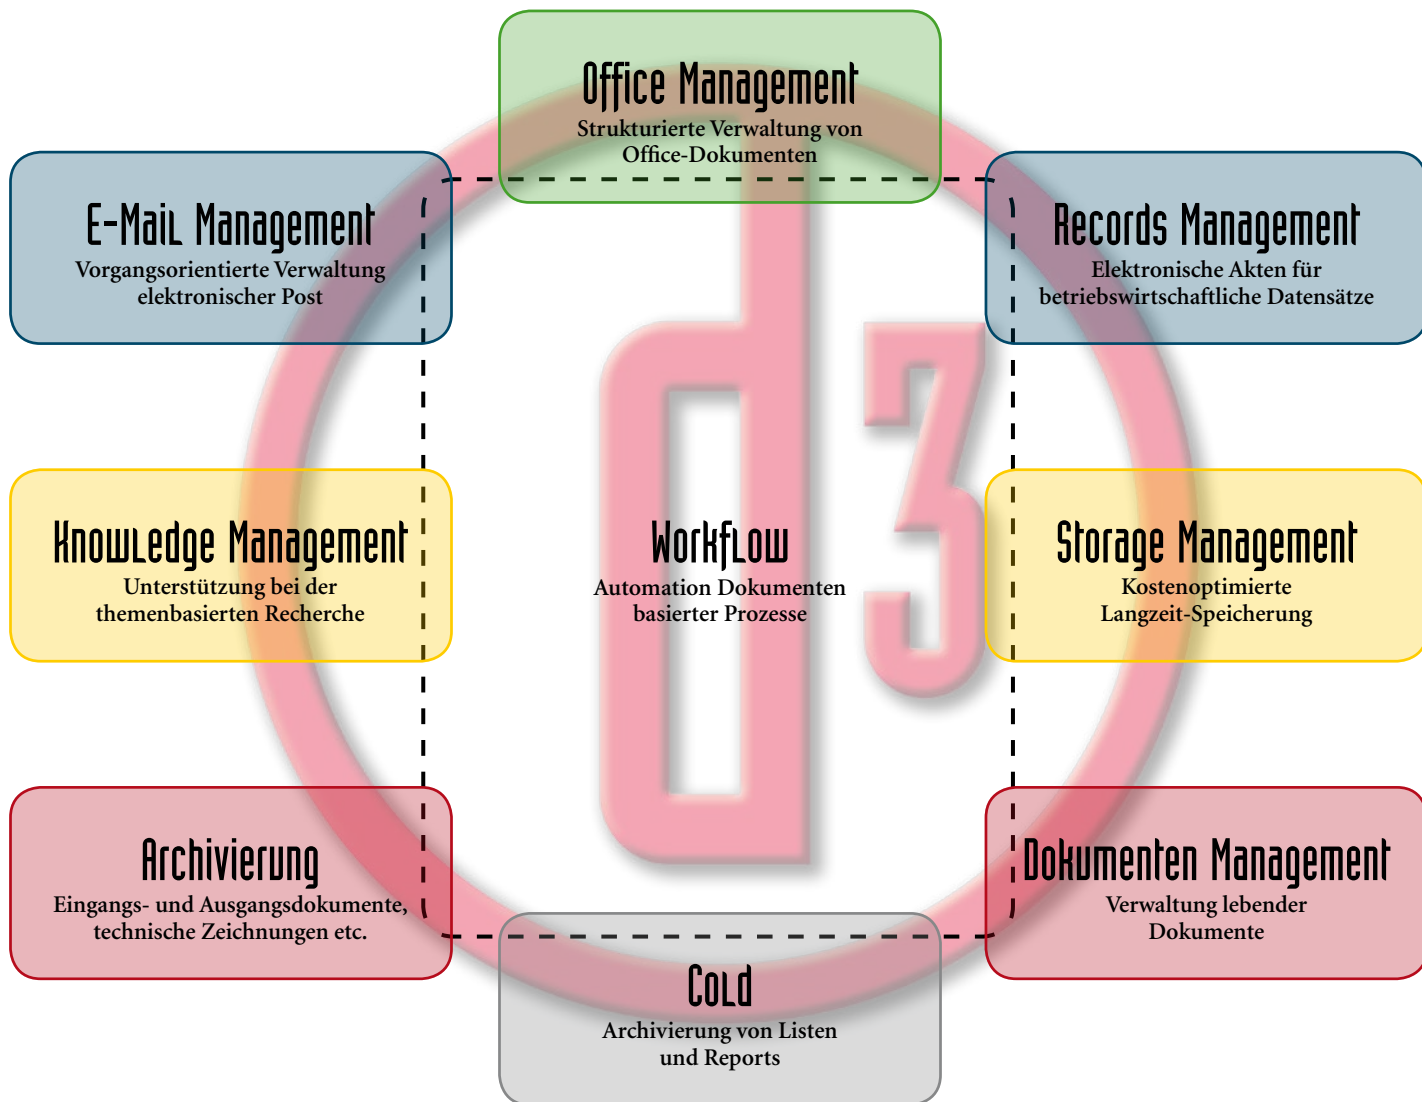 Office Management
Strukturierte Verwaltung von
Office-Dokumenten
E-Mail Management
Vorgangsorientierte Verwaltung
elektronischer Post
Records Management
Elektronische Akten für
betriebswirtschaftliche Datensätze
d3
Knowledge Management
Unterstützung bei der
themenbasierten Recherche
Workflow
Automation Dokumenten
basierter Prozesse
Storage Management
Kostenoptimierte
Langzeit-Speicherung
Archivierung
Eingangs- und Ausgangsdokumente,
technische Zeichnungen etc.
Dokumenten Management
Verwaltung lebender
Dokumente
Cold
Archivierung von Listen
und Reports